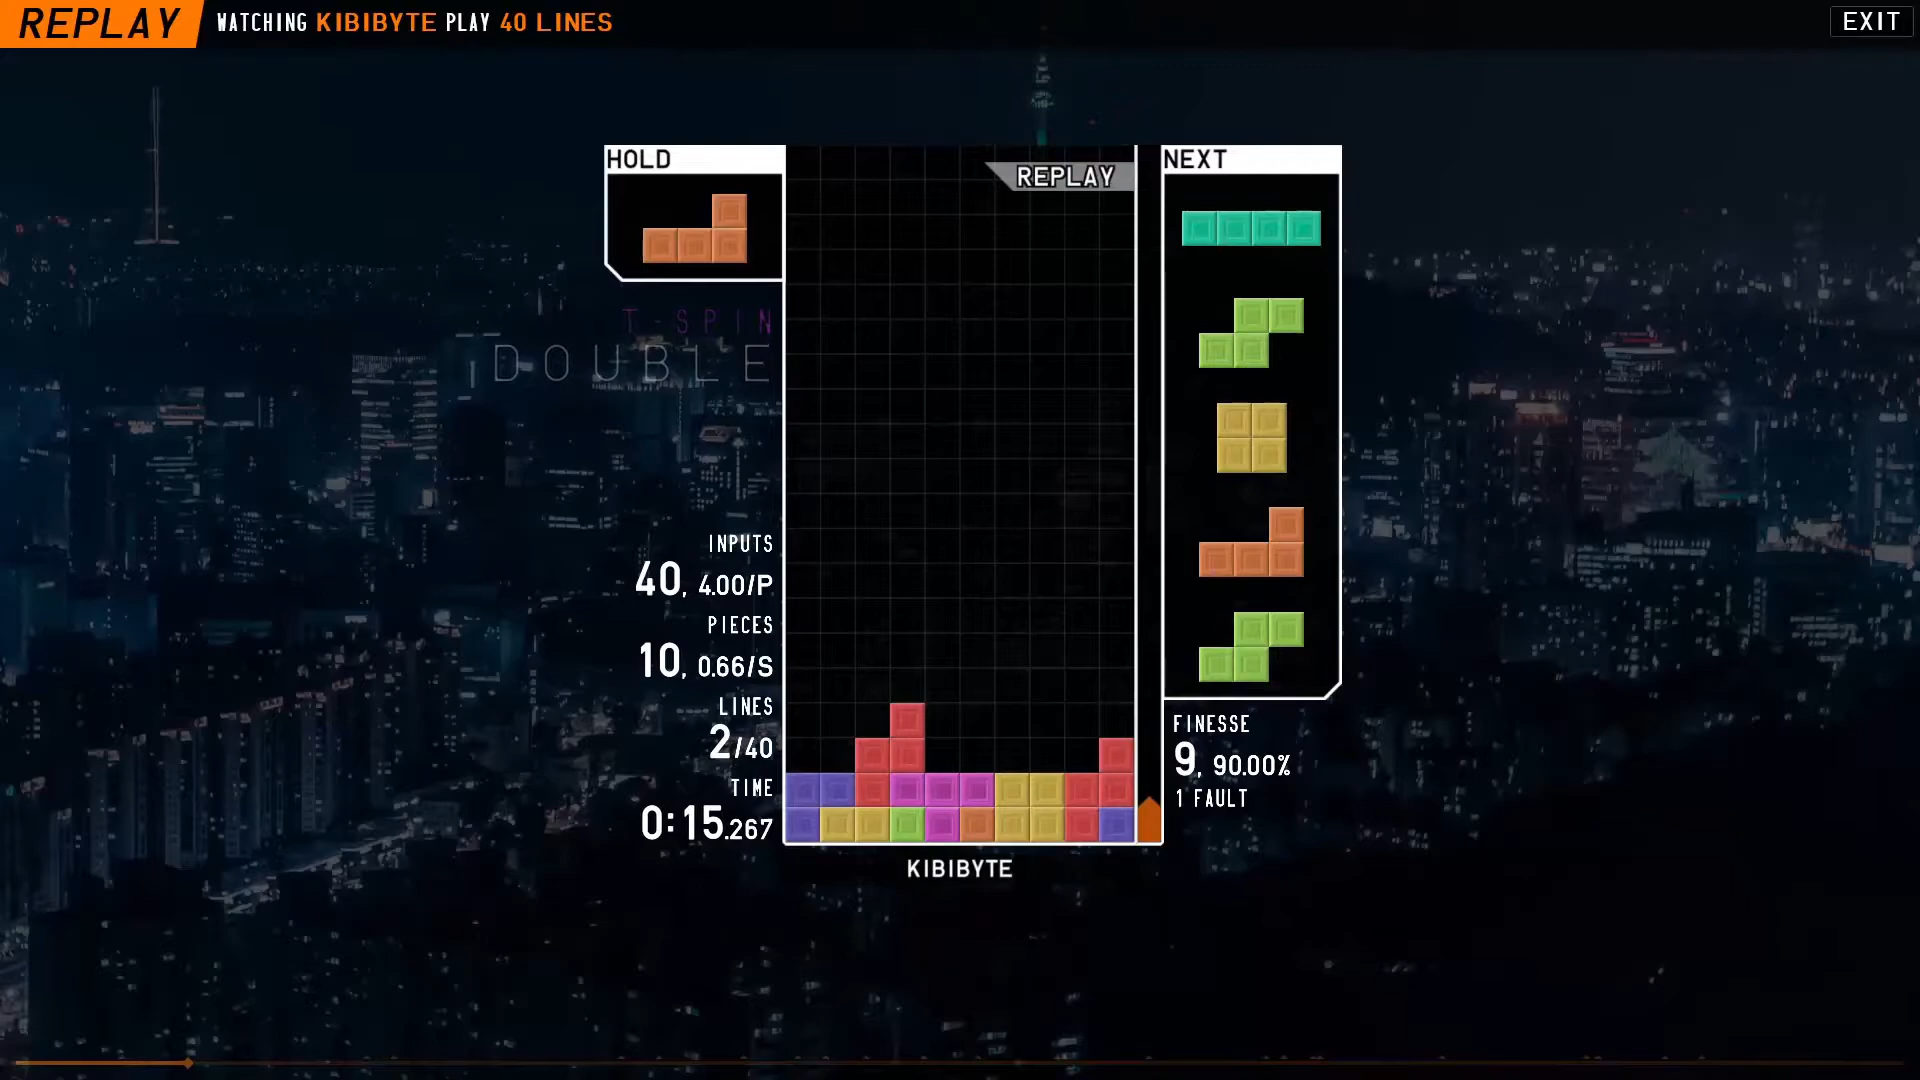 REPLAY
WATCHING KIBIBYTE PLAY 40 LINES
EXIT
HOLD
REPLAY
NEXT
T-SPIN
DOUBLE
INPUTS
40, 4.00/P
PIECES
10, 0.66/S
LINES
2/40
TIME
0:15.267
FINESSE
9, 90.00%
1 FAULT
KIBIBYTE